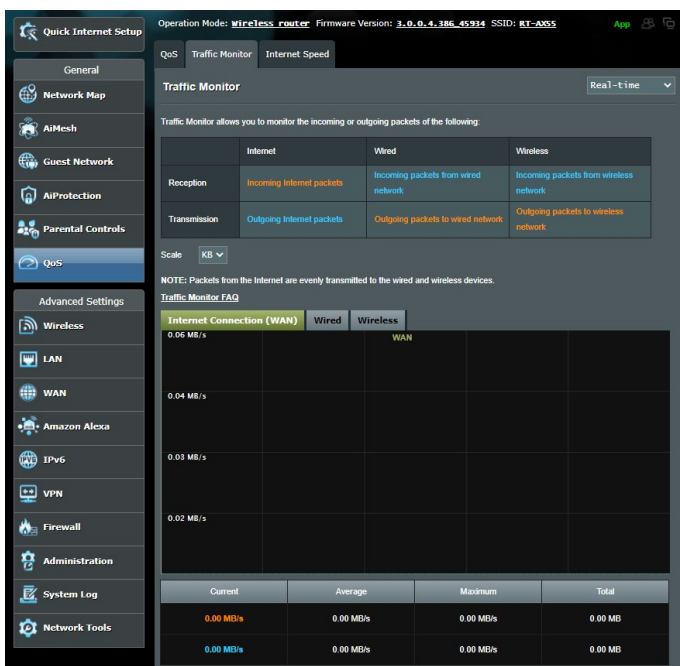 Quick Internet Setup
General
Network Map
AiMesh
Guest Network
AiProtection
Parental Controls
QoS
Advanced Settings
Wireless
LAN
WAN
Amazon Alexa
IPv6
VPN
Firewall
Administration
System Log
Network Tools
Operation Mode: Wireless router Firmware Version: 3.0.0.4.386_45934 SSID: RT-AX55 App
QoS Traffic Monitor Internet Speed
Traffic Monitor Real-time
Traffic Monitor allows you to monitor the incoming or outgoing packets of the following:
Internet Wired Wireless
Reception Incoming Internet packets Incoming packets from wired network Incoming packets from wireless network
Transmission Outgoing Internet packets Outgoing packets to wired network Outgoing packets to wireless network
Scale KB
NOTE: Packets from the Internet are evenly transmitted to the wired and wireless devices.
Traffic Monitor FAQ
Internet Connection (WAN) Wired Wireless
0.06 MB/s WAN
0.04 MB/s
0.03 MB/s
0.02 MB/s
Current Average Maximum Total
0.00 MB/s 0.00 MB/s 0.00 MB/s 0.00 MB
0.00 MB/s 0.00 MB/s 0.00 MB/s 0.00 MB